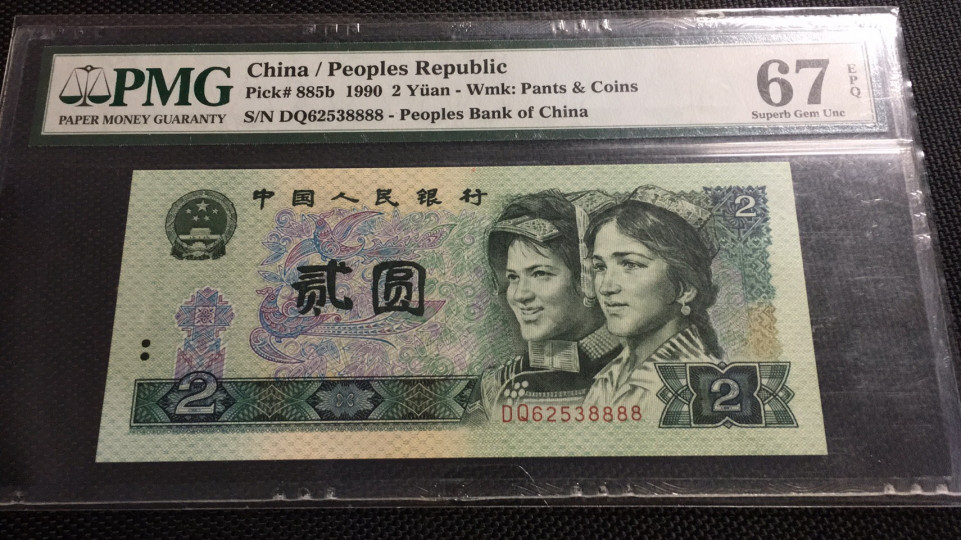 PMG
PAPER MONEY GUARANTY
China / Peoples Republic
Pick# 885b 1990 2 Yüan - Wmk: Pants & Coins
S/N DQ62538888 - Peoples Bank of China
67
EPQ
Superb Gem Unc
中国人民银行
2
贰圆
2
2
DQ62538888